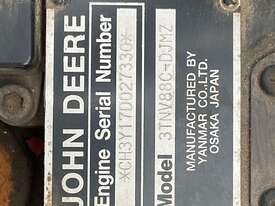 JOHN DEERE
Engine Serial Number
*CH3Y17D027330*
Model 3TNV88C-DJMZ
MANUFACTURED BY
YANMAR CO.,LTD.
OSAKA JAPAN